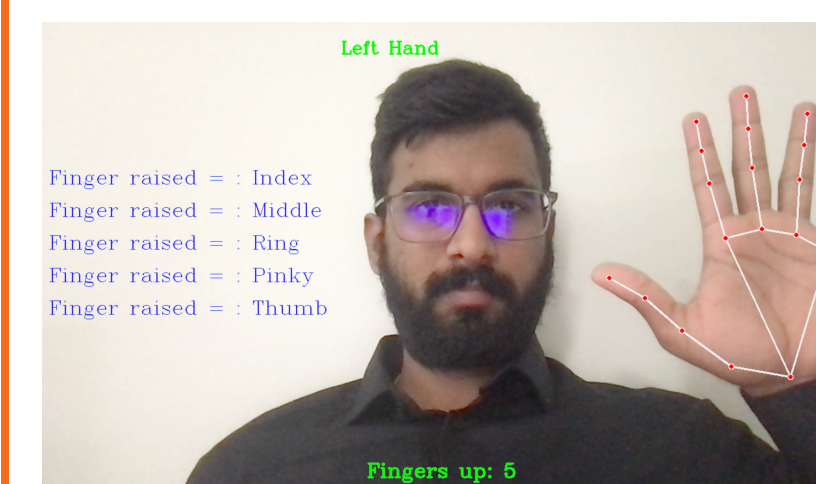 Left Hand
Finger raised = : Index
Finger raised = : Middle
Finger raised = : Ring
Finger raised = : Pinky
Finger raised = : Thumb
Fingers up: 5